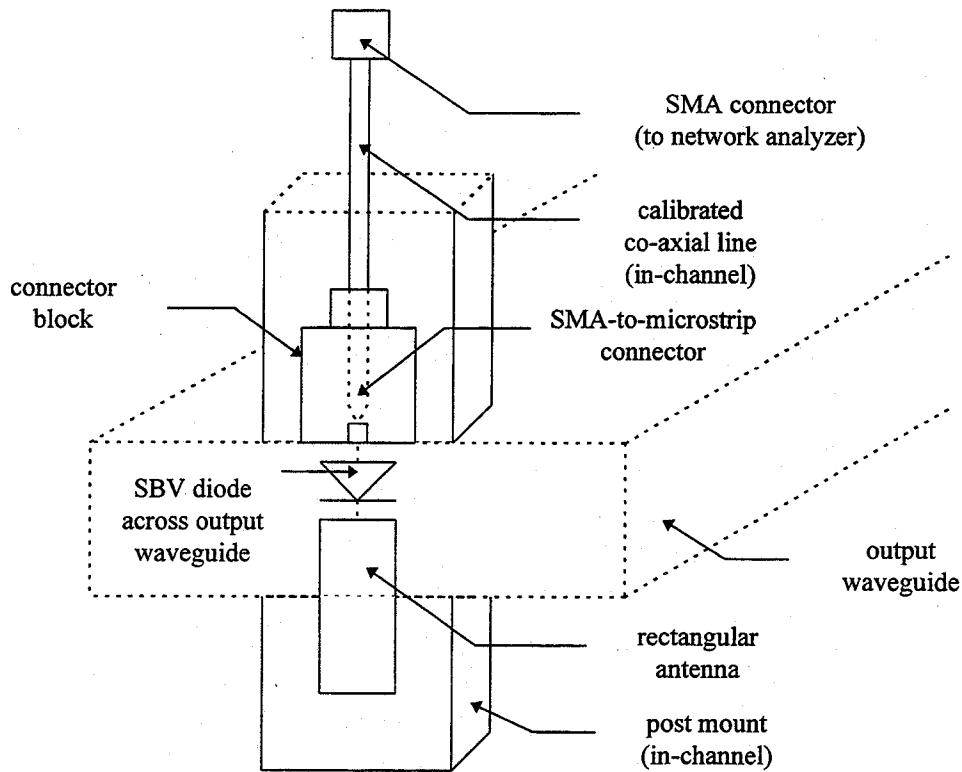 SMA connector
(to network analyzer)
calibrated
co-axial line
(in-channel)
connector
block
SMA-to-microstrip
connector
SBV diode
across output
waveguide
output
waveguide
rectangular
antenna
post mount
(in-channel)